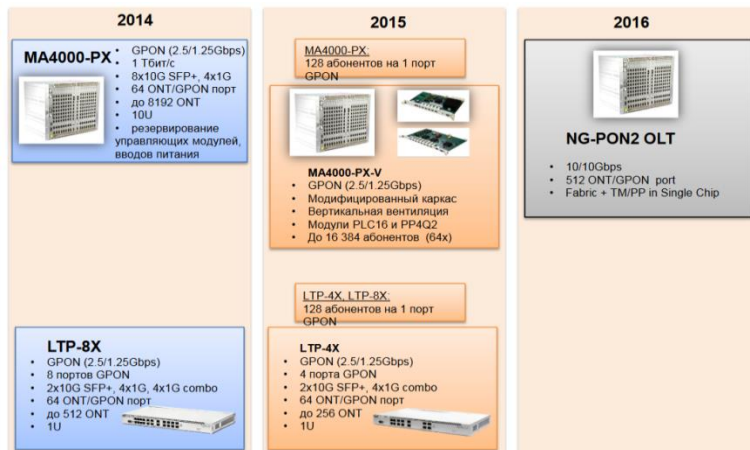 2014
MA4000-PX
• GPON (2.5/1.25Gbps)
• 1 Тбит/с
• 8x10G SFP+, 4x1G
• 64 ONT/GPON порт
• до 8192 ONT
• 10U
• резервирование
управляющих модулей,
вводов питания
LTP-8X
• GPON (2.5/1.25Gbps)
• 8 портов GPON
• 2x10G SFP+, 4x1G, 4x1G combo
• 64 ONT/GPON порт
• до 512 ONT
• 1U
2015
MA4000-PX:
128 абонентов на 1 порт
GPON
MA4000-PX-V
• GPON (2.5/1.25Gbps)
• Модифицированный каркас
• Вертикальная вентиляция
• Модули PLC16 и PP4Q2
• До 16 384 абонентов (64x)
LTP-4X, LTP-8X:
128 абонентов на 1 порт
GPON
LTP-4X
• GPON (2.5/1.25Gbps)
• 4 порта GPON
• 2x10G SFP+, 4x1G combo
• 64 ONT/GPON порт
• до 256 ONT
• 1U
2016
NG-PON2 OLT
• 10/10Gbps
• 512 ONT/GPON port
• Fabric + TM/PP in Single Chip